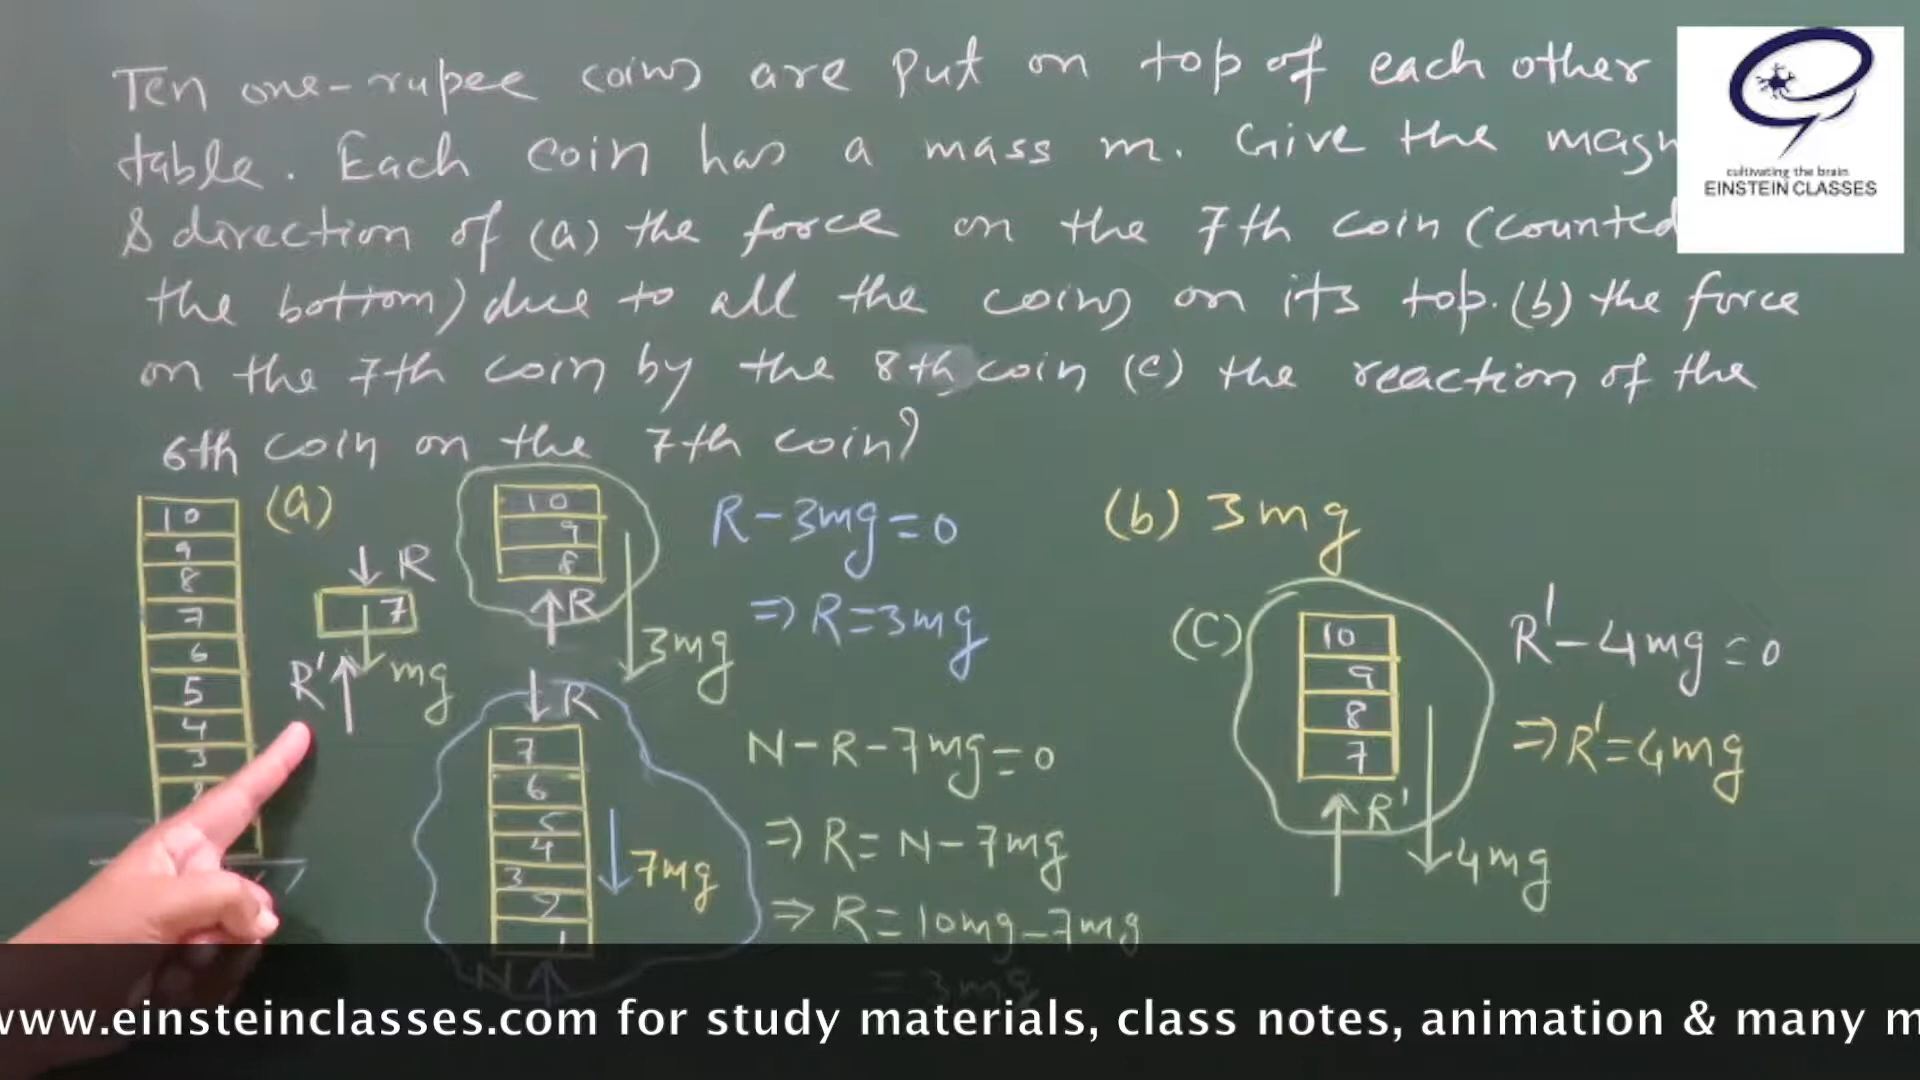 Ten one-rupee coins are put on top of each other
table. Each coin has a mass m. Give the magn
& direction of (a) the force on the 7th coin (counted
the bottom) due to all the coins on its top. (b) the force
on the 7th coin by the 8th coin (c) the reaction of the
6th coin on the 7th coin?
cultivating the brain
EINSTEIN CLASSES
10
9
8
7
6
5
4
3
(a)
R
7
mg
R'
10
9
8
R
3mg
R-3mg=0
⇒ R=3mg
R
7
6
5
4
3
2
1
N
7mg
N-R-7mg=0
⇒ R=N-7mg
⇒ R=10mg-7mg
=3mg
(b) 3mg
(C)
10
9
8
7
R'
4mg
R'-4mg=0
⇒R'=4mg
www.einsteinclasses.com for study materials, class notes, animation & many m